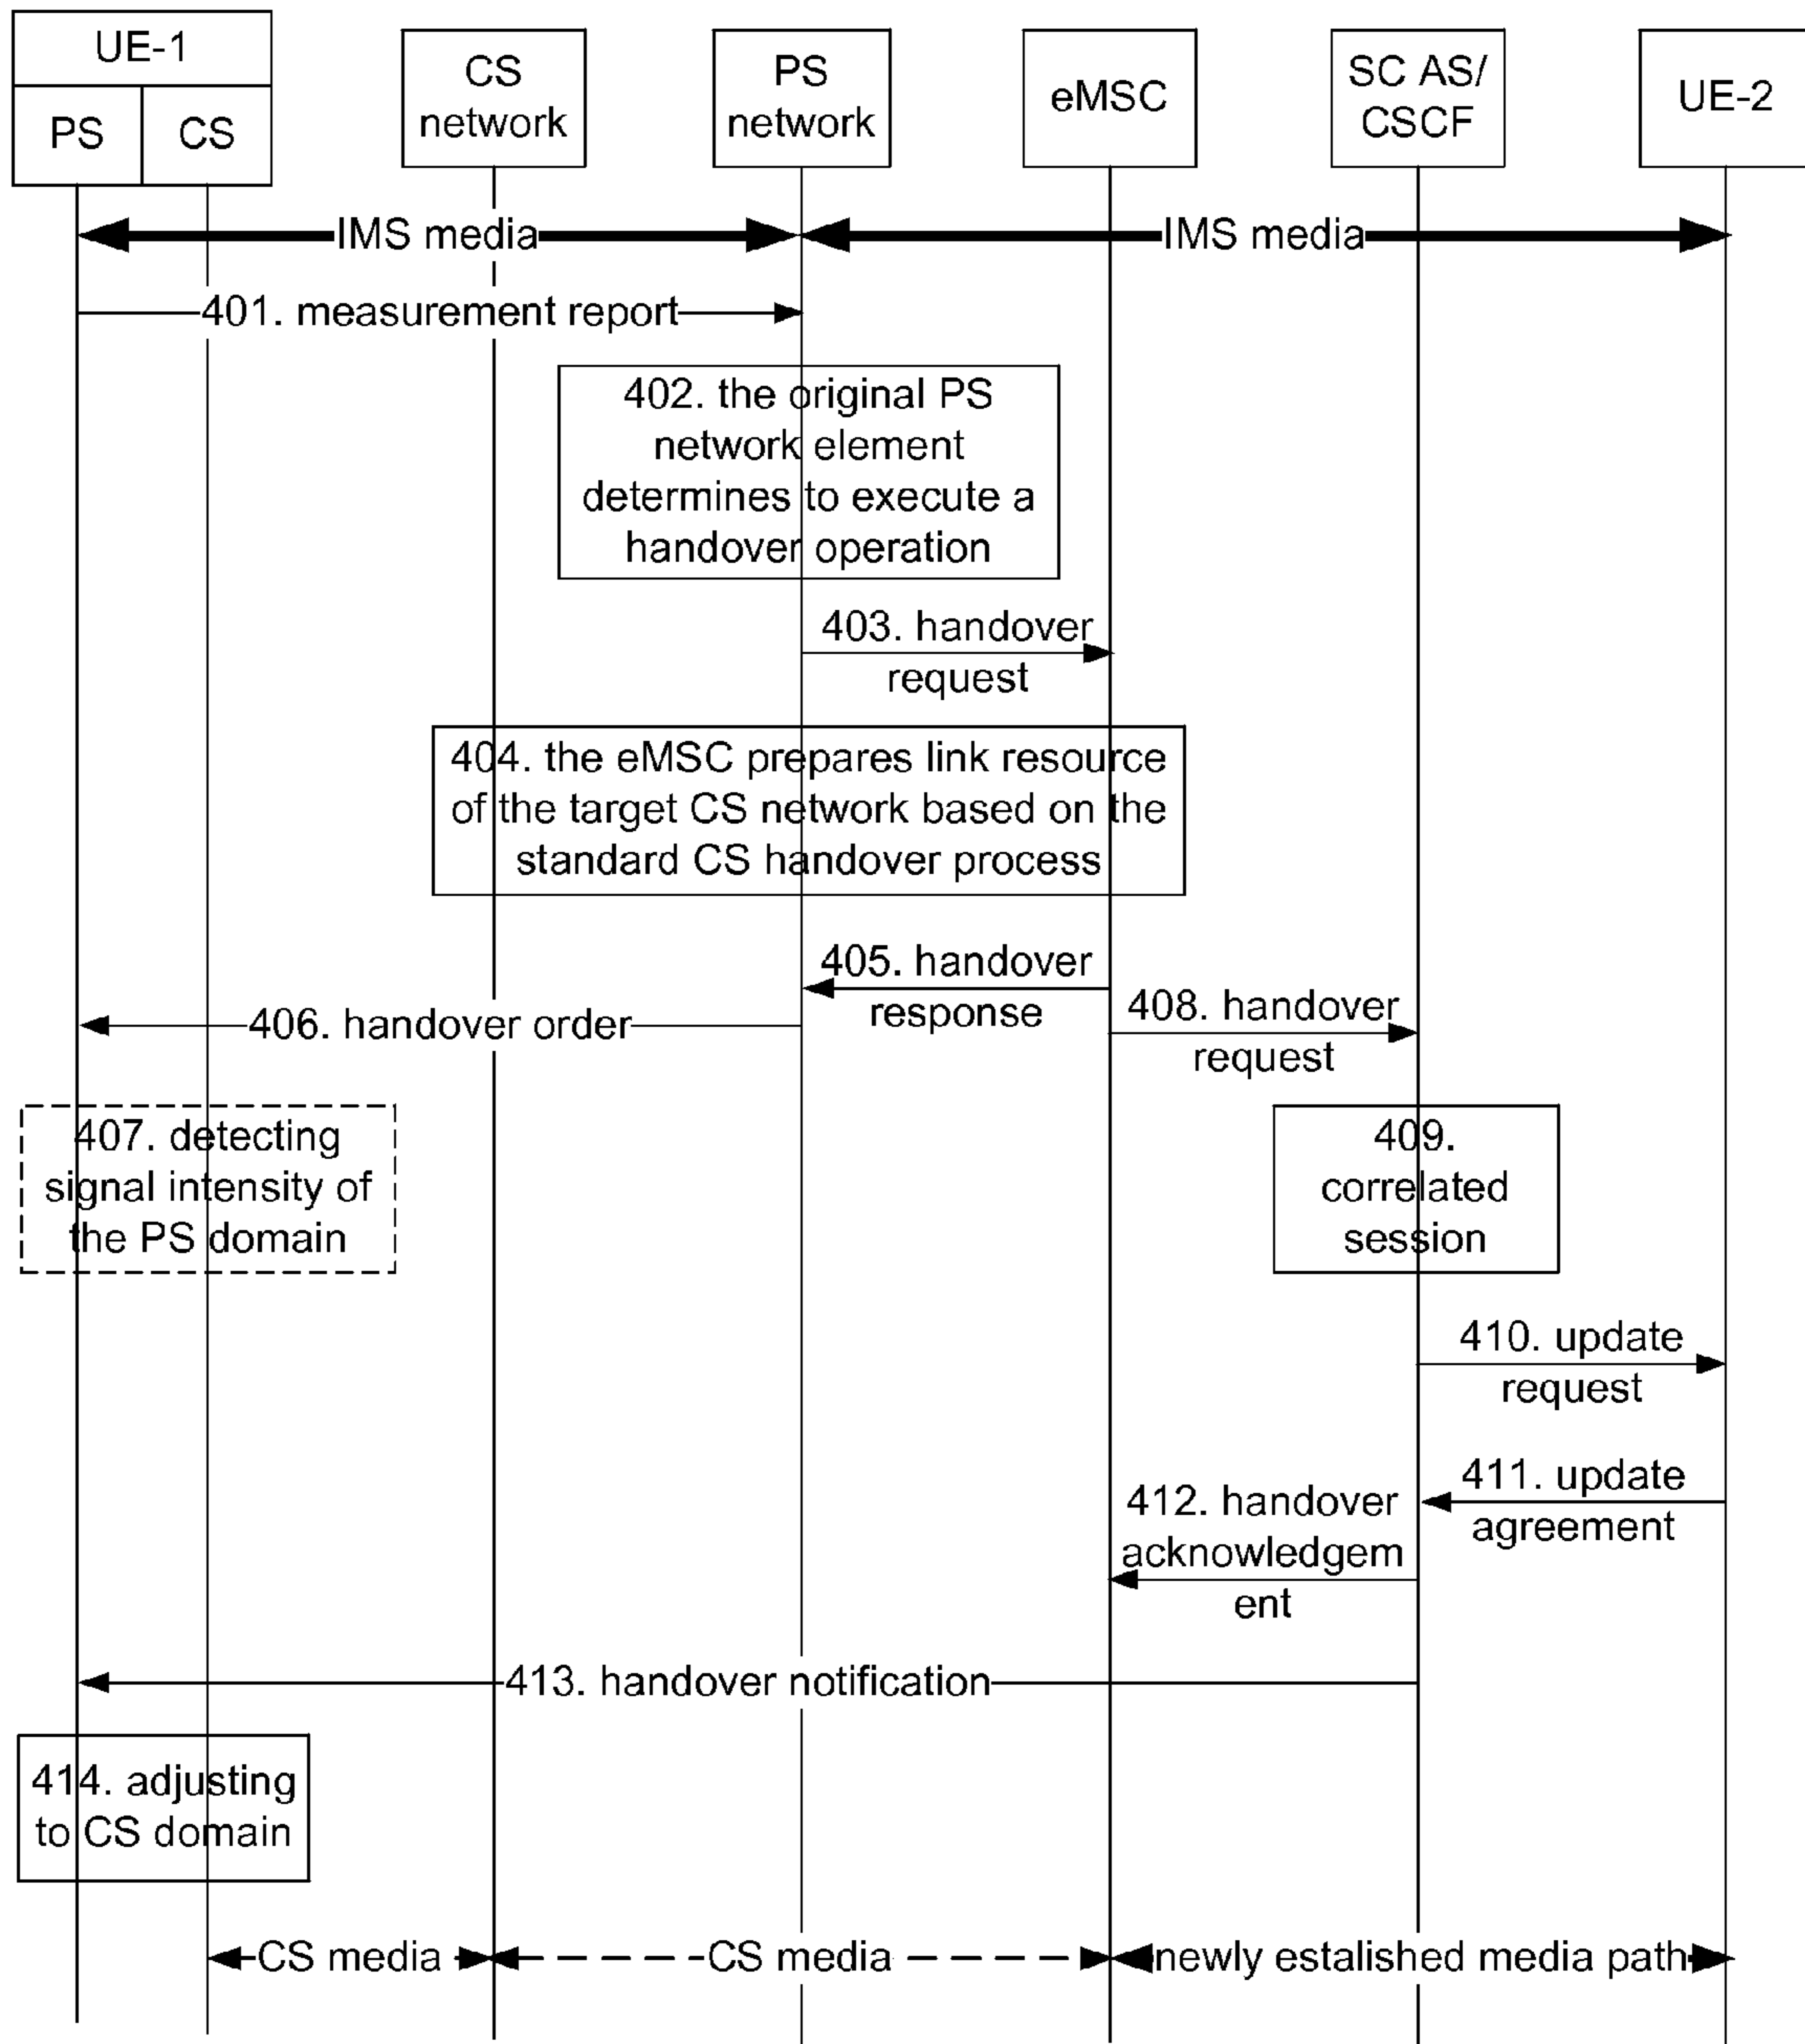 UE-1
PS
CS
CS
network
PS
network
eMSC
SC AS/
CSCF
UE-2
IMS media
IMS media
401. measurement report
402. the original PS
network element
determines to execute a
handover operation
403. handover
request
404. the eMSC prepares link resource
of the target CS network based on the
standard CS handover process
405. handover
response
406. handover order
408. handover
request
407. detecting
signal intensity of
the PS domain
409.
correlated
session
410. update
request
411. update
agreement
412. handover
acknowledgem
ent
413. handover notification
414. adjusting
to CS domain
CS media
CS media
newly estalished media path